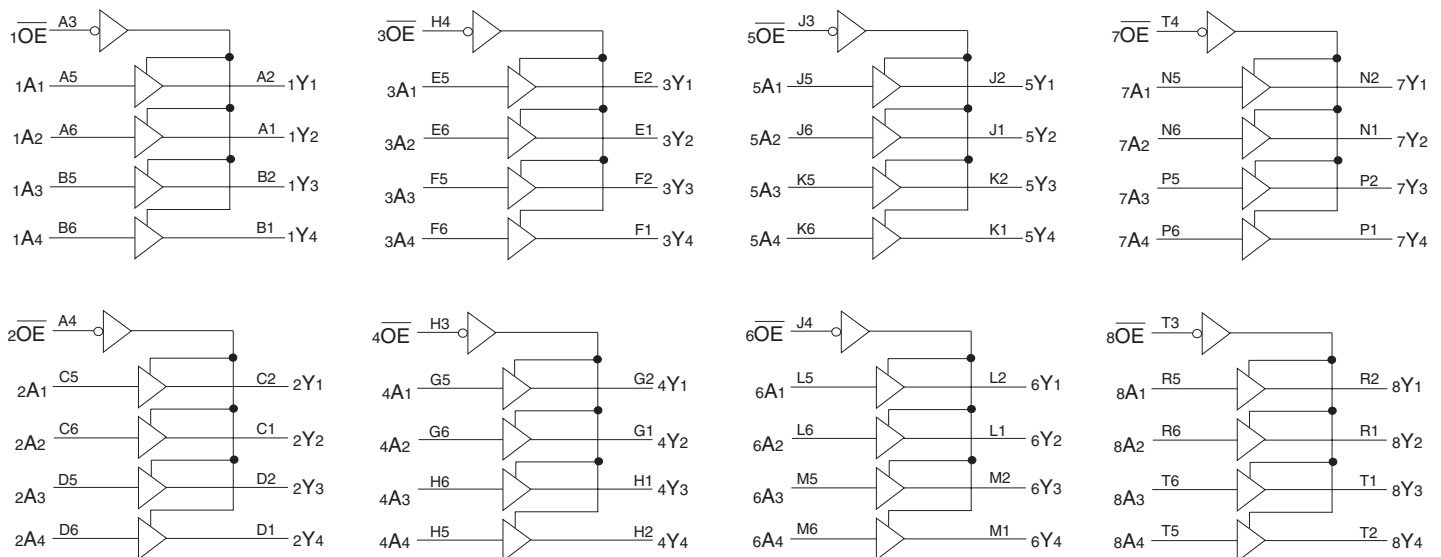 1OE A3
1A1 A5 A2 1Y1
1A2 A6 A1 1Y2
1A3 B5 B2 1Y3
1A4 B6 B1 1Y4
3OE H4
3A1 E5 E2 3Y1
3A2 E6 E1 3Y2
3A3 F5 F2 3Y3
3A4 F6 F1 3Y4
5OE J3
5A1 J5 J2 5Y1
5A2 J6 J1 5Y2
5A3 K5 K2 5Y3
5A4 K6 K1 5Y4
7OE T4
7A1 N5 N2 7Y1
7A2 N6 N1 7Y2
7A3 P5 P2 7Y3
7A4 P6 P1 7Y4
2OE A4
2A1 C5 C2 2Y1
2A2 C6 C1 2Y2
2A3 D5 D2 2Y3
2A4 D6 D1 2Y4
4OE H3
4A1 G5 G2 4Y1
4A2 G6 G1 4Y2
4A3 H6 H1 4Y3
4A4 H5 H2 4Y4
6OE J4
6A1 L5 L2 6Y1
6A2 L6 L1 6Y2
6A3 M5 M2 6Y3
6A4 M6 M1 6Y4
8OE T3
8A1 R5 R2 8Y1
8A2 R6 R1 8Y2
8A3 T6 T1 8Y3
8A4 T5 T2 8Y4